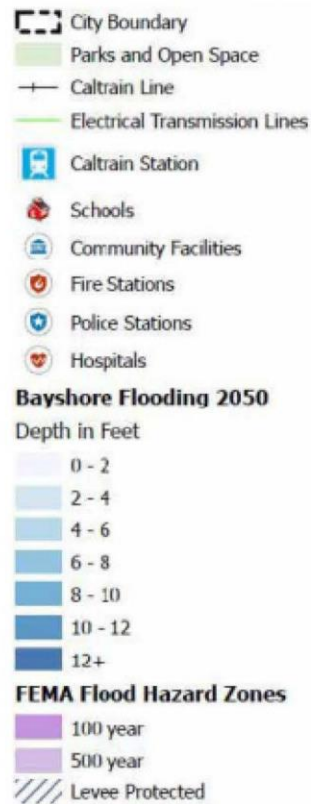 City Boundary
Parks and Open Space
Caltrain Line
Electrical Transmission Lines
Caltrain Station
Schools
Community Facilities
Fire Stations
Police Stations
Hospitals
Bayshore Flooding 2050
Depth in Feet
0 - 2
2 - 4
4 - 6
6 - 8
8 - 10
10 - 12
12+
FEMA Flood Hazard Zones
100 year
500 year
Levee Protected